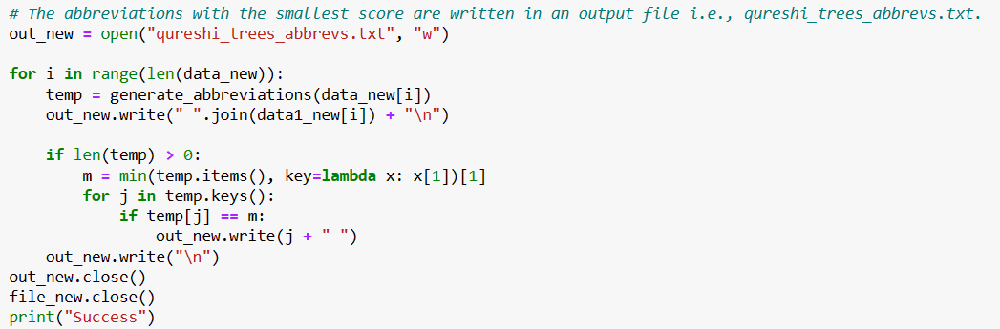 # The abbreviations with the smallest score are written in an output file i.e., qureshi_trees_abbrevs.txt.
out_new = open("qureshi_trees_abbrevs.txt", "w")

for i in range(len(data_new)):
    temp = generate_abbreviations(data_new[i])
    out_new.write(" ".join(data1_new[i]) + "\n")

    if len(temp) > 0:
        m = min(temp.items(), key=lambda x: x[1])[1]
        for j in temp.keys():
            if temp[j] == m:
                out_new.write(j + " ")
    out_new.write("\n")
out_new.close()
file_new.close()
print("Success")